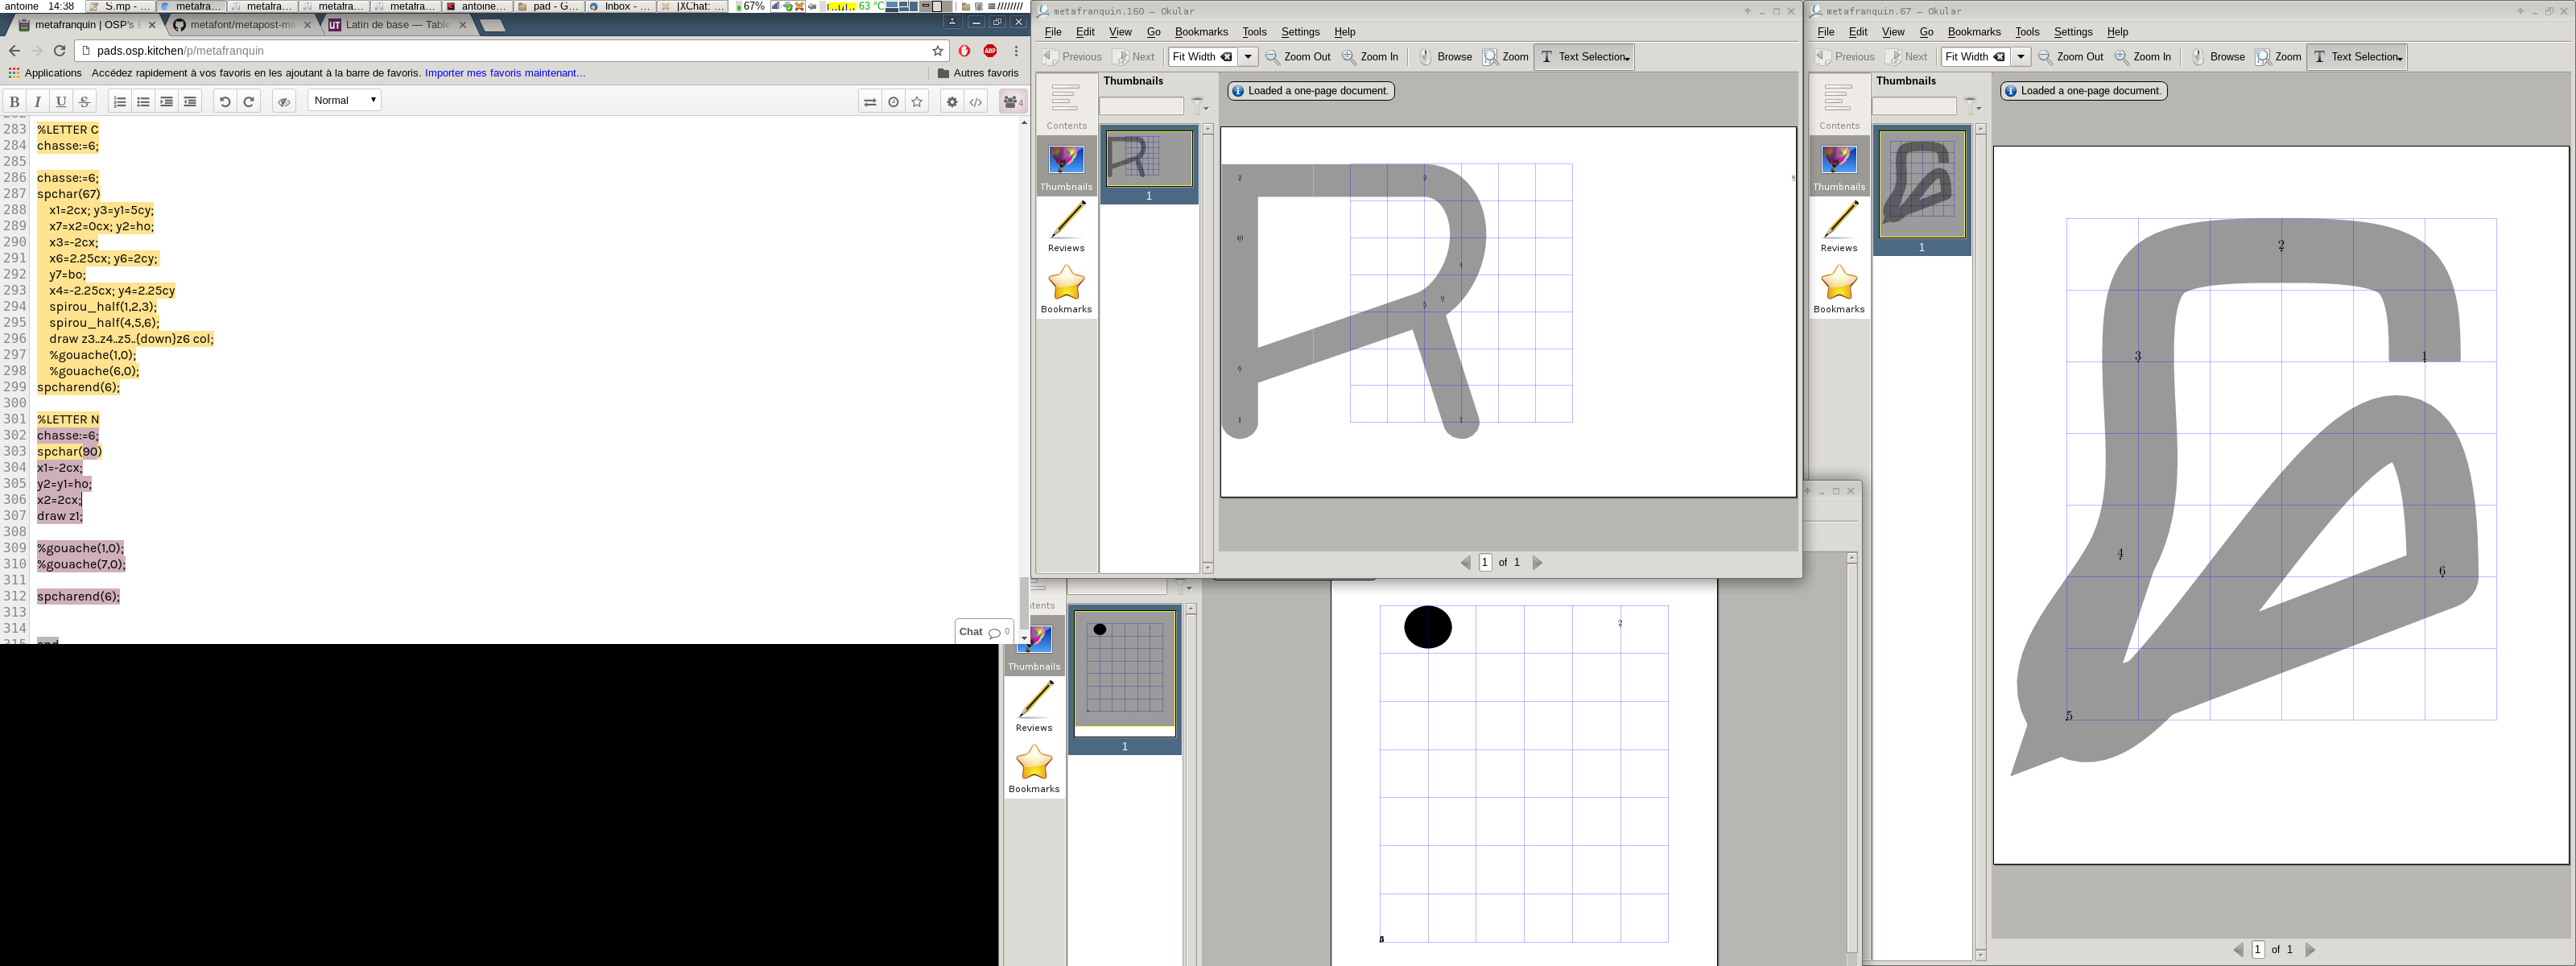 antoine 14:38 S.mp - ... metafra... metafra... metafra... metafra... antoine... pad - G... Inbox - ... |XChat: ... 67% 63 °C
metafranquin | OSP's metafont/metapost-me Latin de base — Table
pads.osp.kitchen/p/metafranquin
Applications Accédez rapidement à vos favoris en les ajoutant à la barre de favoris. Importer mes favoris maintenant... Autres favoris
B I U S Normal 4
283 %LETTER C
284 chasse:=6;
285
286 chasse:=6;
287 spchar(67)
288 x1=2cx; y3=y1=5cy;
289 x7=x2=0cx; y2=ho;
290 x3=-2cx;
291 x6=2.25cx; y6=2cy;
292 y7=bo;
293 x4=-2.25cx; y4=2.25cy
294 spirou_half(1,2,3);
295 spirou_half(4,5,6);
296 draw z3..z4..z5..{down}z6 col;
297 %gouache(1,0);
298 %gouache(6,0);
299 spcharend(6);
300
301 %LETTER N
302 chasse:=6;
303 spchar(90)
304 x1=-2cx;
305 y2=y1=ho;
306 x2=2cx;
307 draw z1;
308
309 %gouache(1,0);
310 %gouache(7,0);
311
312 spcharend(6);
313
314
315 end
Chat 0
metafranquin.160 — Okular
File Edit View Go Bookmarks Tools Settings Help
Previous Next Fit Width Zoom Out Zoom In Browse Zoom Text Selection
Thumbnails
Loaded a one-page document.
Contents
Thumbnails
1
Reviews
Bookmarks
2
3
10
4
9
6
1
7
1 of 1
metafranquin.67 — Okular
File Edit View Go Bookmarks Tools Settings Help
Previous Next Fit Width Zoom Out Zoom In Browse Zoom Text Selection
Thumbnails
Loaded a one-page document.
Contents
Thumbnails
1
Reviews
Bookmarks
2
3
1
4
6
5
1 of 1
tents
Thumbnails
1
Reviews
Bookmarks
2